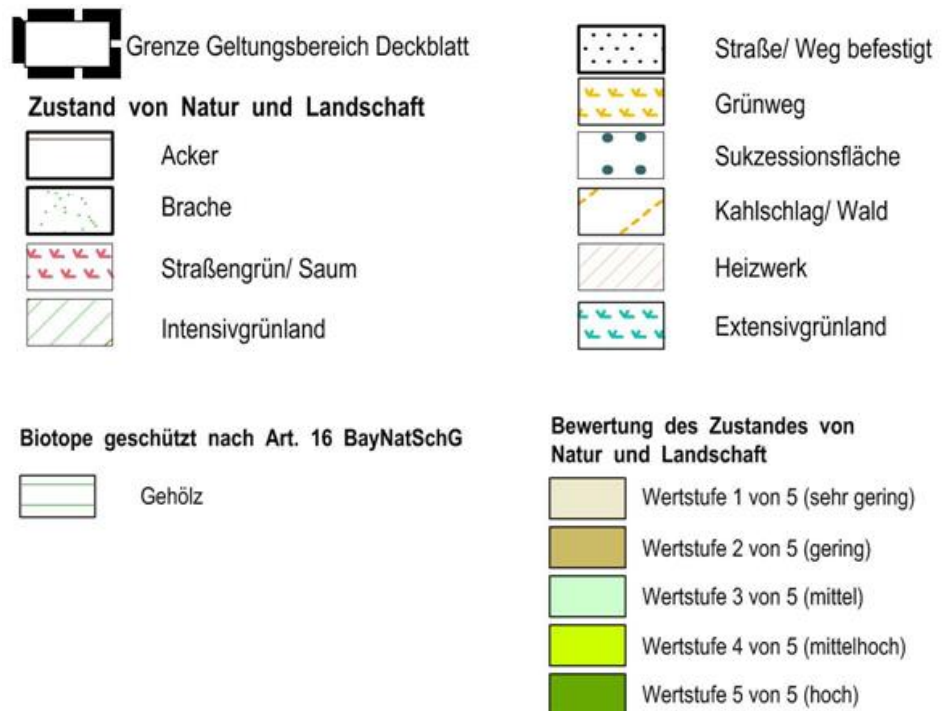 Grenze Geltungsbereich Deckblatt
Zustand von Natur und Landschaft
Acker
Brache
Straßengrün/ Saum
Intensivgrünland
Straße/ Weg befestigt
Grünweg
Sukzessionsfläche
Kahlschlag/ Wald
Heizwerk
Extensivgrünland
Biotope geschützt nach Art. 16 BayNatSchG
Gehölz
Bewertung des Zustandes von
Natur und Landschaft
Wertstufe 1 von 5 (sehr gering)
Wertstufe 2 von 5 (gering)
Wertstufe 3 von 5 (mittel)
Wertstufe 4 von 5 (mittelhoch)
Wertstufe 5 von 5 (hoch)